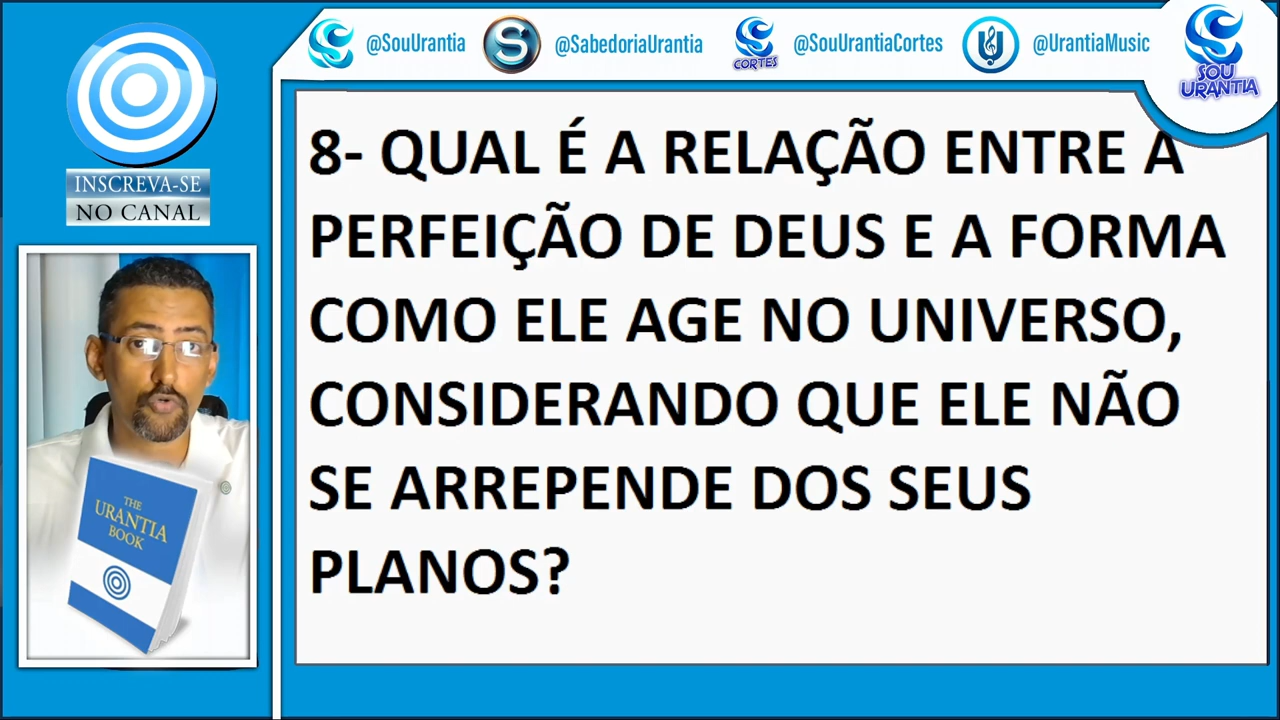 @SouUrantia
@SabedoriaUrantia
CORTES
@SouUrantiaCortes
@UrantiaMusic
SOU
URANTIA
INSCREVA-SE
NO CANAL
8- QUAL É A RELAÇÃO ENTRE A
PERFEIÇÃO DE DEUS E A FORMA
COMO ELE AGE NO UNIVERSO,
CONSIDERANDO QUE ELE NÃO
SE ARREPENDE DOS SEUS
PLANOS?
THE
URANTIA
BOOK